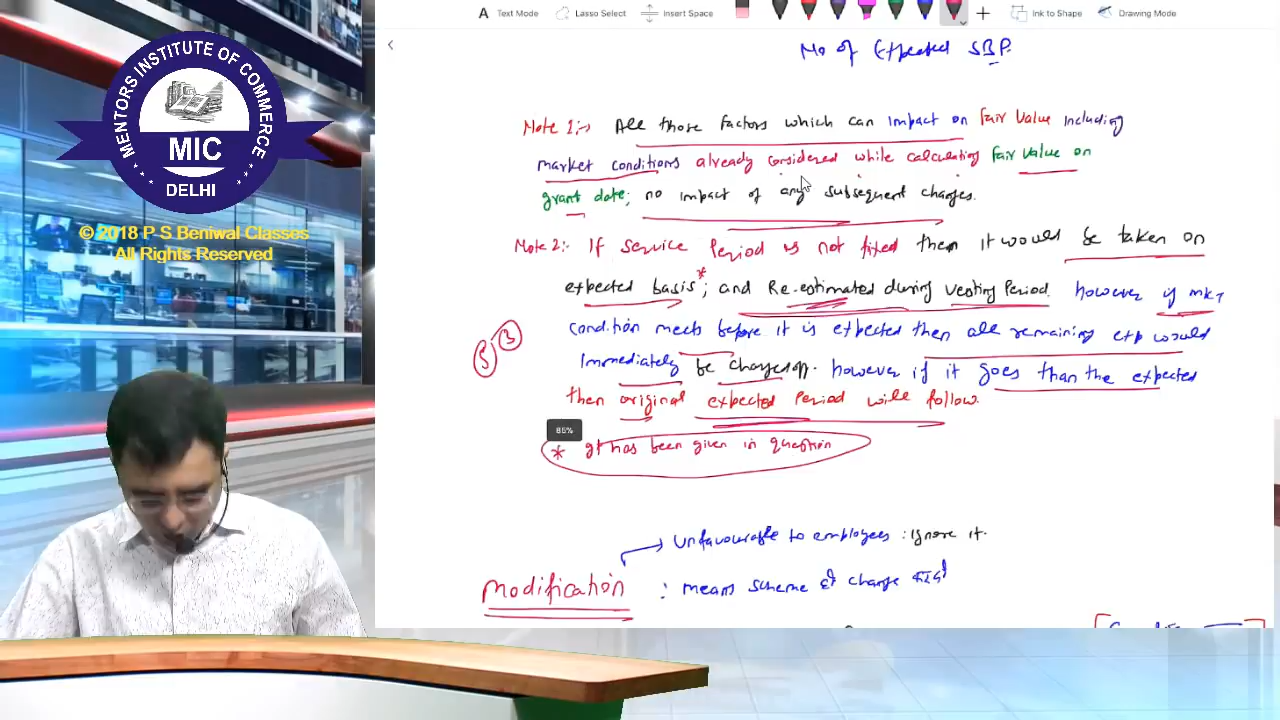 Text Mode
Lasso Select
Insert Space
Ink to Shape
Drawing Mode
MENTORS INSTITUTE OF COMMERCE
MIC
DELHI
© 2018 P S Beniwal Classes
All Rights Reserved
No of Expected SBP.
Note 1:-> All those factors which can impact on Fair Value including
market conditions already considered while calculating Fair Value on
grant date; no impact of any subsequent changes.
Note 2:- If service Period is not fixed then it would be taken on
expected basis*; and Re-estimated during vesting Period. however if mkt
condition meets before it is expected then all remaining exp would
Immediately be charged off. however if it goes than the expected
then original expected Period will follow.
85%
* It has been given in question
Unfavourable to employees : ignore it.
Modification : means scheme को change करना